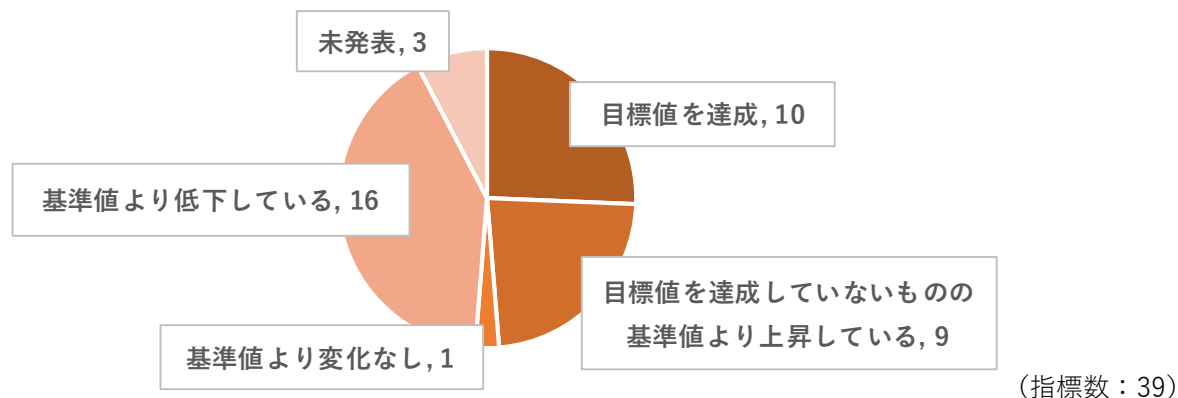 未発表, 3
目標値を達成, 10
基準値より低下している, 16
目標値を達成していないものの
基準値より上昇している, 9
基準値より変化なし, 1
（指標数：39）